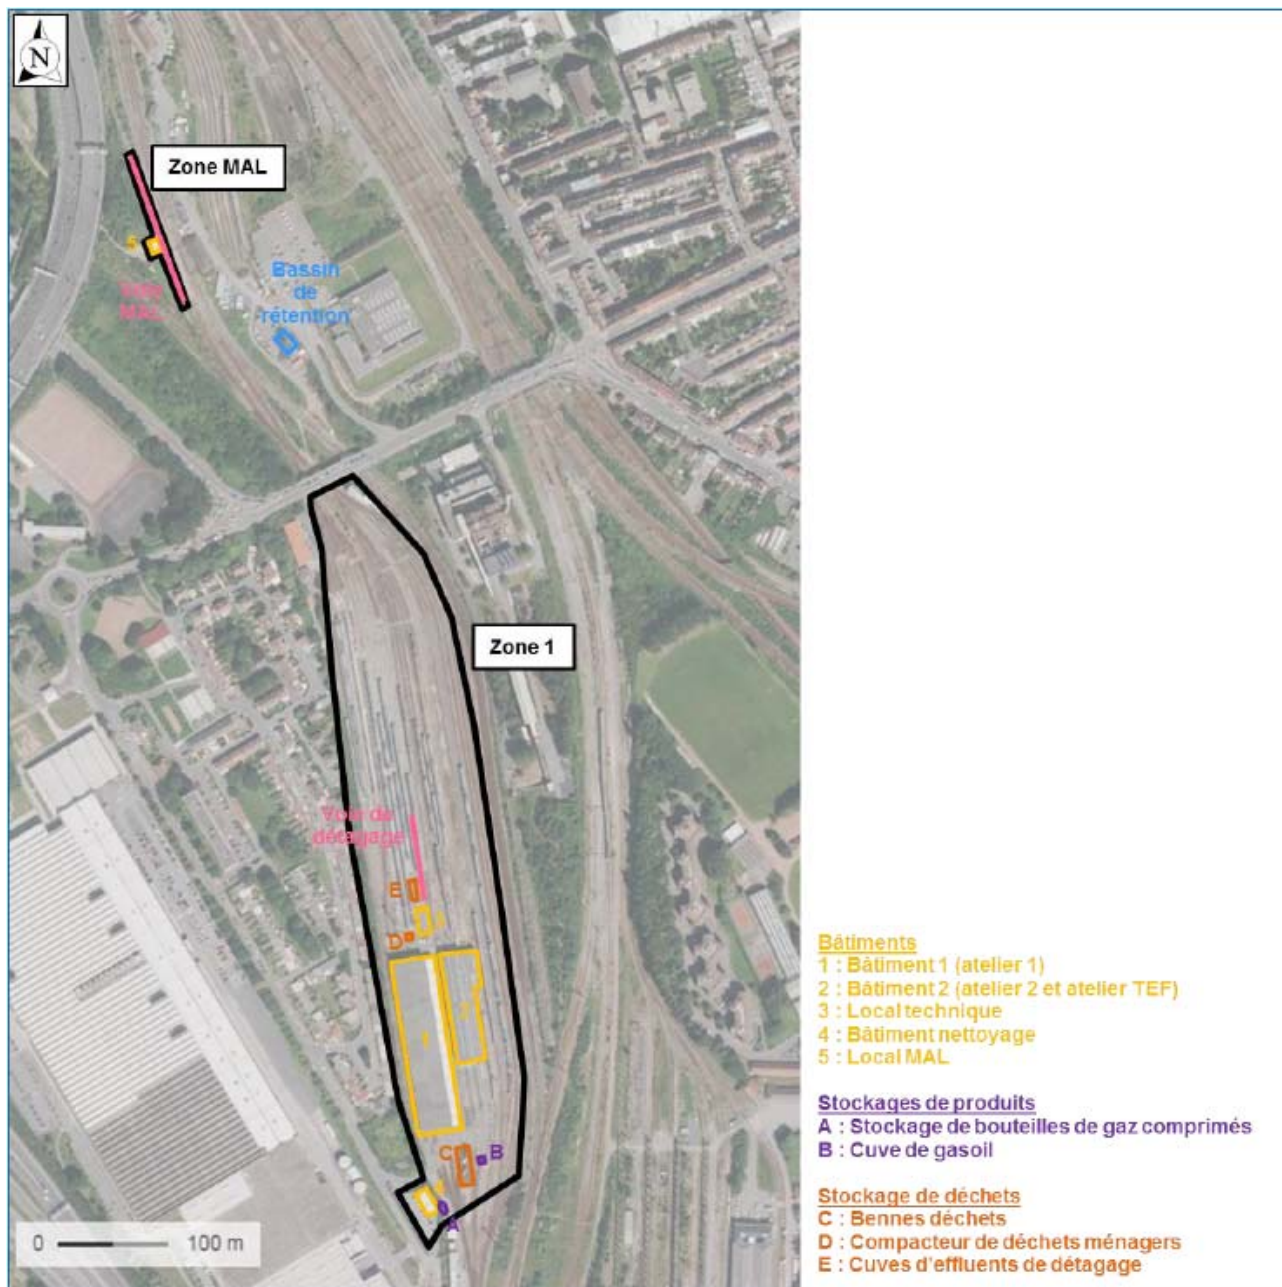 N
Zone MAL
5
Voie
MAL
Bassin
de
rétention
Zone 1
Voie de
détagage
E
3
D
2
1
C
B
4
A
0
100 m
Bâtiments
1 : Bâtiment 1 (atelier 1)
2 : Bâtiment 2 (atelier 2 et atelier TEF)
3 : Local technique
4 : Bâtiment nettoyage
5 : Local MAL
Stockages de produits
A : Stockage de bouteilles de gaz comprimés
B : Cuve de gasoil
Stockage de déchets
C : Bennes déchets
D : Compacteur de déchets ménagers
E : Cuves d'effluents de détagage